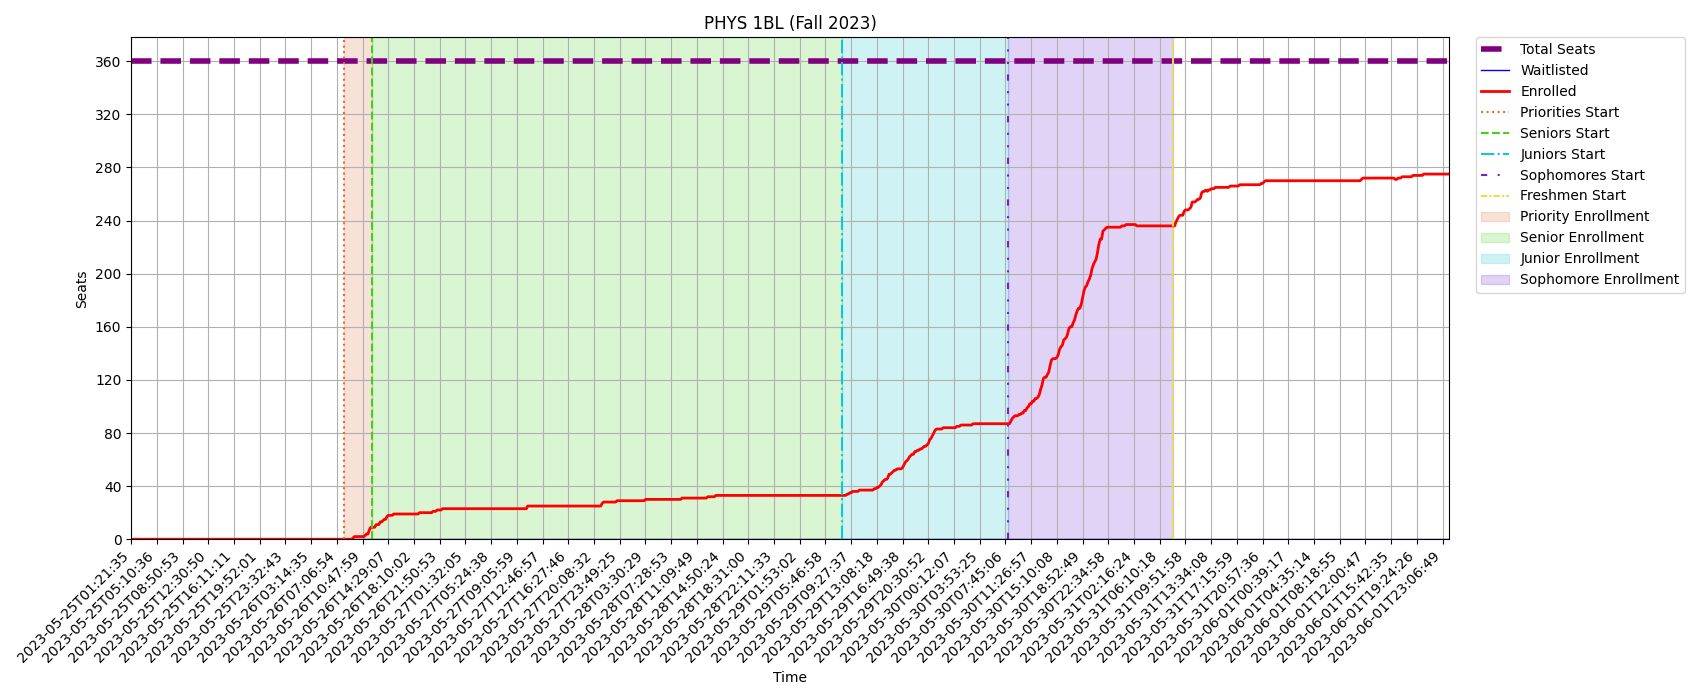 PHYS 1BL (Fall 2023)
Seats
360
320
280
240
200
160
120
80
40
0
2023-05-25T01:21:35
2023-05-25T05:10:36
2023-05-25T08:50:53
2023-05-25T12:30:50
2023-05-25T16:11:11
2023-05-25T19:52:01
2023-05-25T23:32:43
2023-05-26T03:14:35
2023-05-26T07:06:54
2023-05-26T10:47:59
2023-05-26T14:29:07
2023-05-26T18:10:02
2023-05-26T21:50:53
2023-05-27T01:32:05
2023-05-27T05:24:38
2023-05-27T09:05:59
2023-05-27T12:46:57
2023-05-27T16:27:46
2023-05-27T20:08:32
2023-05-27T23:49:25
2023-05-28T03:30:29
2023-05-28T07:28:53
2023-05-28T11:09:49
2023-05-28T14:50:24
2023-05-28T18:31:00
2023-05-28T22:11:33
2023-05-29T01:53:02
2023-05-29T05:46:58
2023-05-29T09:27:37
2023-05-29T13:08:18
2023-05-29T16:49:38
2023-05-29T20:30:52
2023-05-30T00:12:07
2023-05-30T03:53:25
2023-05-30T07:45:06
2023-05-30T11:26:57
2023-05-30T15:10:08
2023-05-30T18:52:49
2023-05-30T22:34:58
2023-05-31T02:16:24
2023-05-31T06:10:18
2023-05-31T09:51:58
2023-05-31T13:34:08
2023-05-31T17:15:59
2023-05-31T20:57:36
2023-06-01T00:39:17
2023-06-01T04:35:14
2023-06-01T08:18:55
2023-06-01T12:00:47
2023-06-01T15:42:35
2023-06-01T19:24:26
2023-06-01T23:06:49
Time
Total Seats
Waitlisted
Enrolled
Priorities Start
Seniors Start
Juniors Start
Sophomores Start
Freshmen Start
Priority Enrollment
Senior Enrollment
Junior Enrollment
Sophomore Enrollment